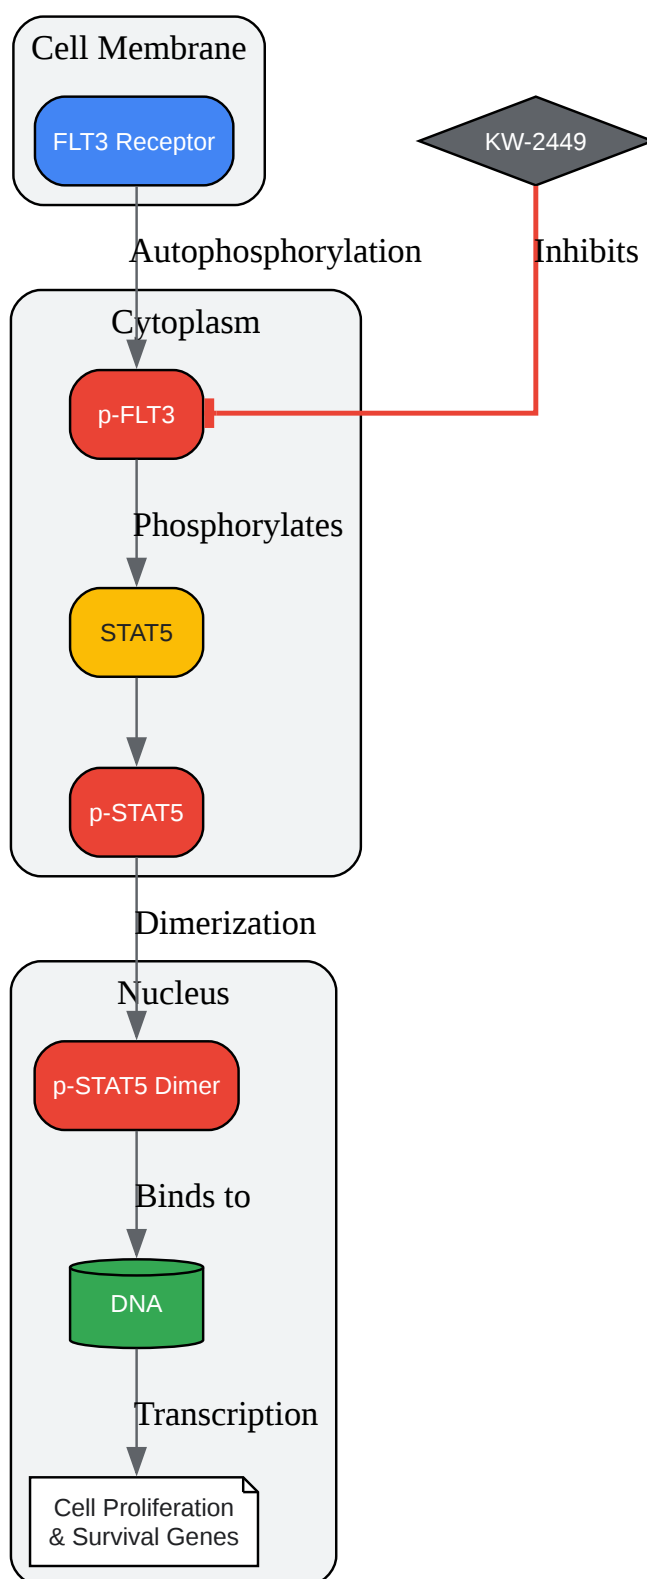 Cell Membrane
FLT3 Receptor
KW-2449
Autophosphorylation
Inhibits
Cytoplasm
p-FLT3
Phosphorylates
STAT5
p-STAT5
Dimerization
Nucleus
p-STAT5 Dimer
Binds to
DNA
Transcription
Cell Proliferation
& Survival Genes